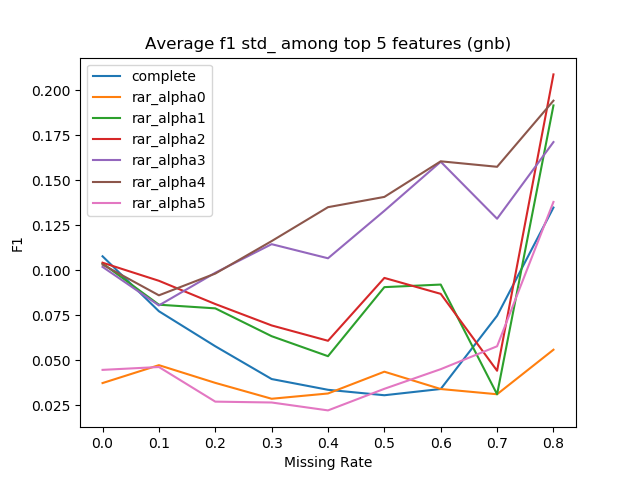 Average f1 std_ among top 5 features (gnb)
complete
rar_alpha0
rar_alpha1
rar_alpha2
rar_alpha3
rar_alpha4
rar_alpha5
0.200
0.175
0.150
0.125
0.100
0.075
0.050
0.025
F1
0.0 0.1 0.2 0.3 0.4 0.5 0.6 0.7 0.8
Missing Rate